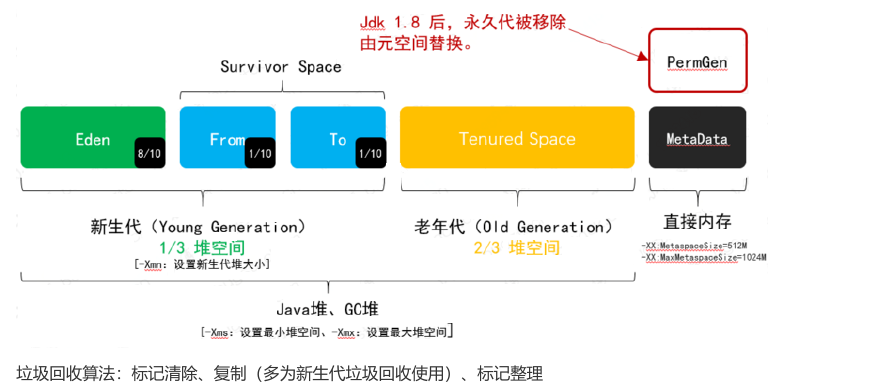 Jdk 1.8 后，永久代被移除
由元空间替换。
PermGen
Survivor Space
Eden
8/10
From
1/10
To
1/10
Tenured Space
MetaData
新生代（Young Generation）
1/3 堆空间
[-Xmn：设置新生代堆大小]
老年代（Old Generation）
2/3 堆空间
直接内存
-XX:MetaspaceSize=512M
-XX:MaxMetaspaceSize=1024M
Java堆、GC堆
[-Xms：设置最小堆空间、-Xmx：设置最大堆空间]
垃圾回收算法：标记清除、复制（多为新生代垃圾回收使用）、标记整理